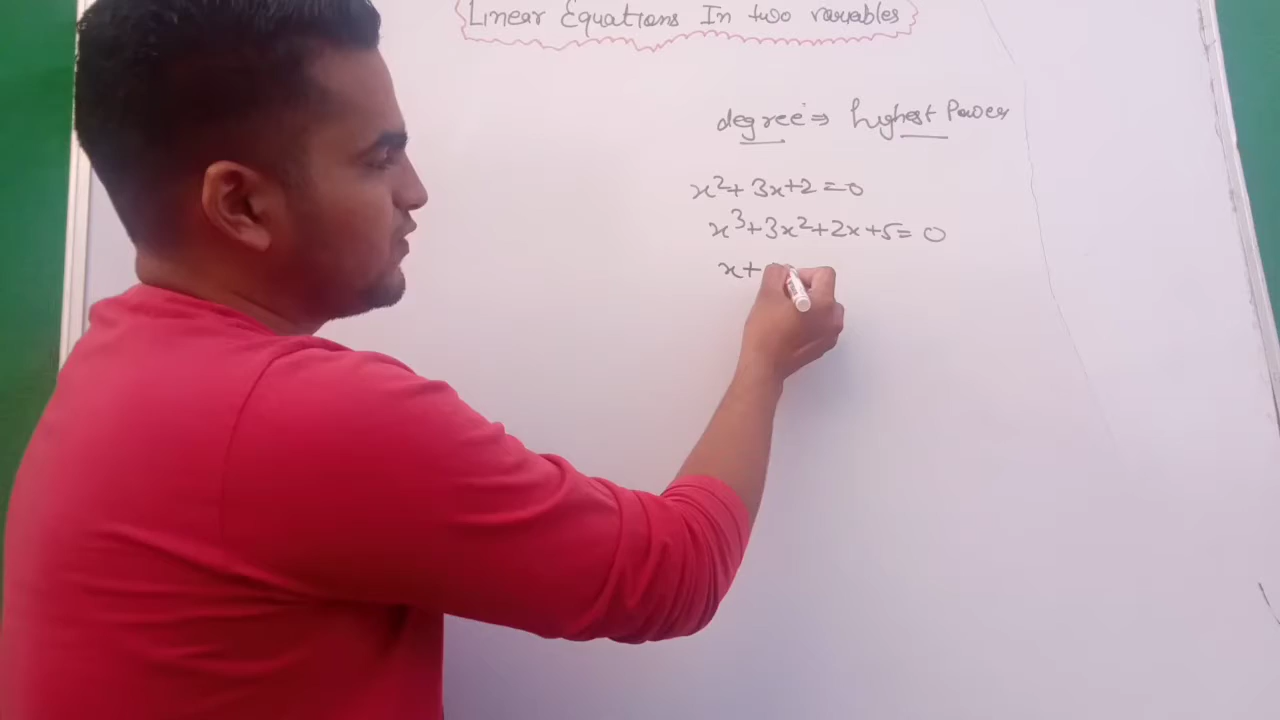 Linear Equations In two variables
degree ⇒ highest Power
x² + 3x + 2 = 0
x³ + 3x² + 2x + 5 = 0
x +